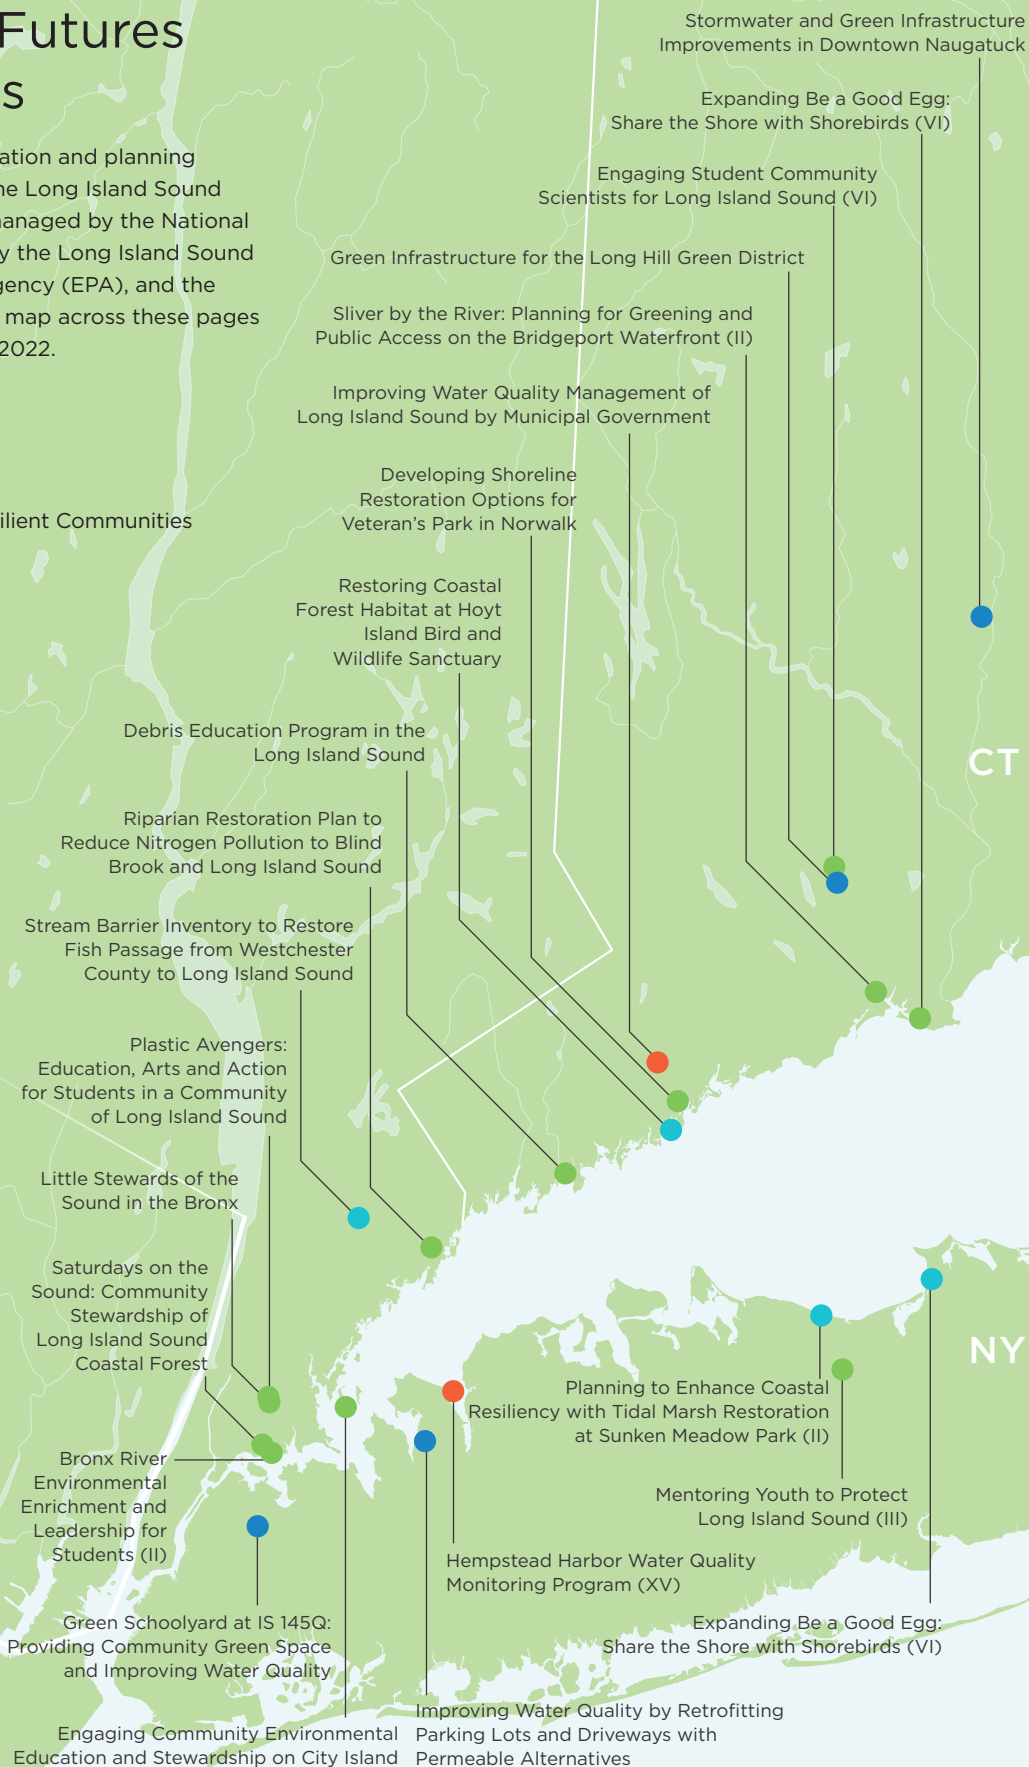 Futures
s
ation and planning
he Long Island Sound
managed by the National
y the Long Island Sound
gency (EPA), and the
map across these pages
2022.
ilient Communities
Stormwater and Green Infrastructure
Improvements in Downtown Naugatuck
Expanding Be a Good Egg:
Share the Shore with Shorebirds (VI)
Engaging Student Community
Scientists for Long Island Sound (VI)
Green Infrastructure for the Long Hill Green District
Sliver by the River: Planning for Greening and
Public Access on the Bridgeport Waterfront (II)
Improving Water Quality Management of
Long Island Sound by Municipal Government
Developing Shoreline
Restoration Options for
Veteran’s Park in Norwalk
Restoring Coastal
Forest Habitat at Hoyt
Island Bird and
Wildlife Sanctuary
Debris Education Program in the
Long Island Sound
CT
Riparian Restoration Plan to
Reduce Nitrogen Pollution to Blind
Brook and Long Island Sound
Stream Barrier Inventory to Restore
Fish Passage from Westchester
County to Long Island Sound
Plastic Avengers:
Education, Arts and Action
for Students in a Community
of Long Island Sound
Little Stewards of the
Sound in the Bronx
Saturdays on the
Sound: Community
Stewardship of
Long Island Sound
Coastal Forest
NY
Bronx River
Environmental
Enrichment and
Leadership for
Students (II)
Planning to Enhance Coastal
Resiliency with Tidal Marsh Restoration
at Sunken Meadow Park (II)
Mentoring Youth to Protect
Long Island Sound (III)
Hempstead Harbor Water Quality
Monitoring Program (XV)
Green Schoolyard at IS 145Q:
Providing Community Green Space
and Improving Water Quality
Expanding Be a Good Egg:
Share the Shore with Shorebirds (VI)
Engaging Community Environmental
Education and Stewardship on City Island
Improving Water Quality by Retrofitting
Parking Lots and Driveways with
Permeable Alternatives